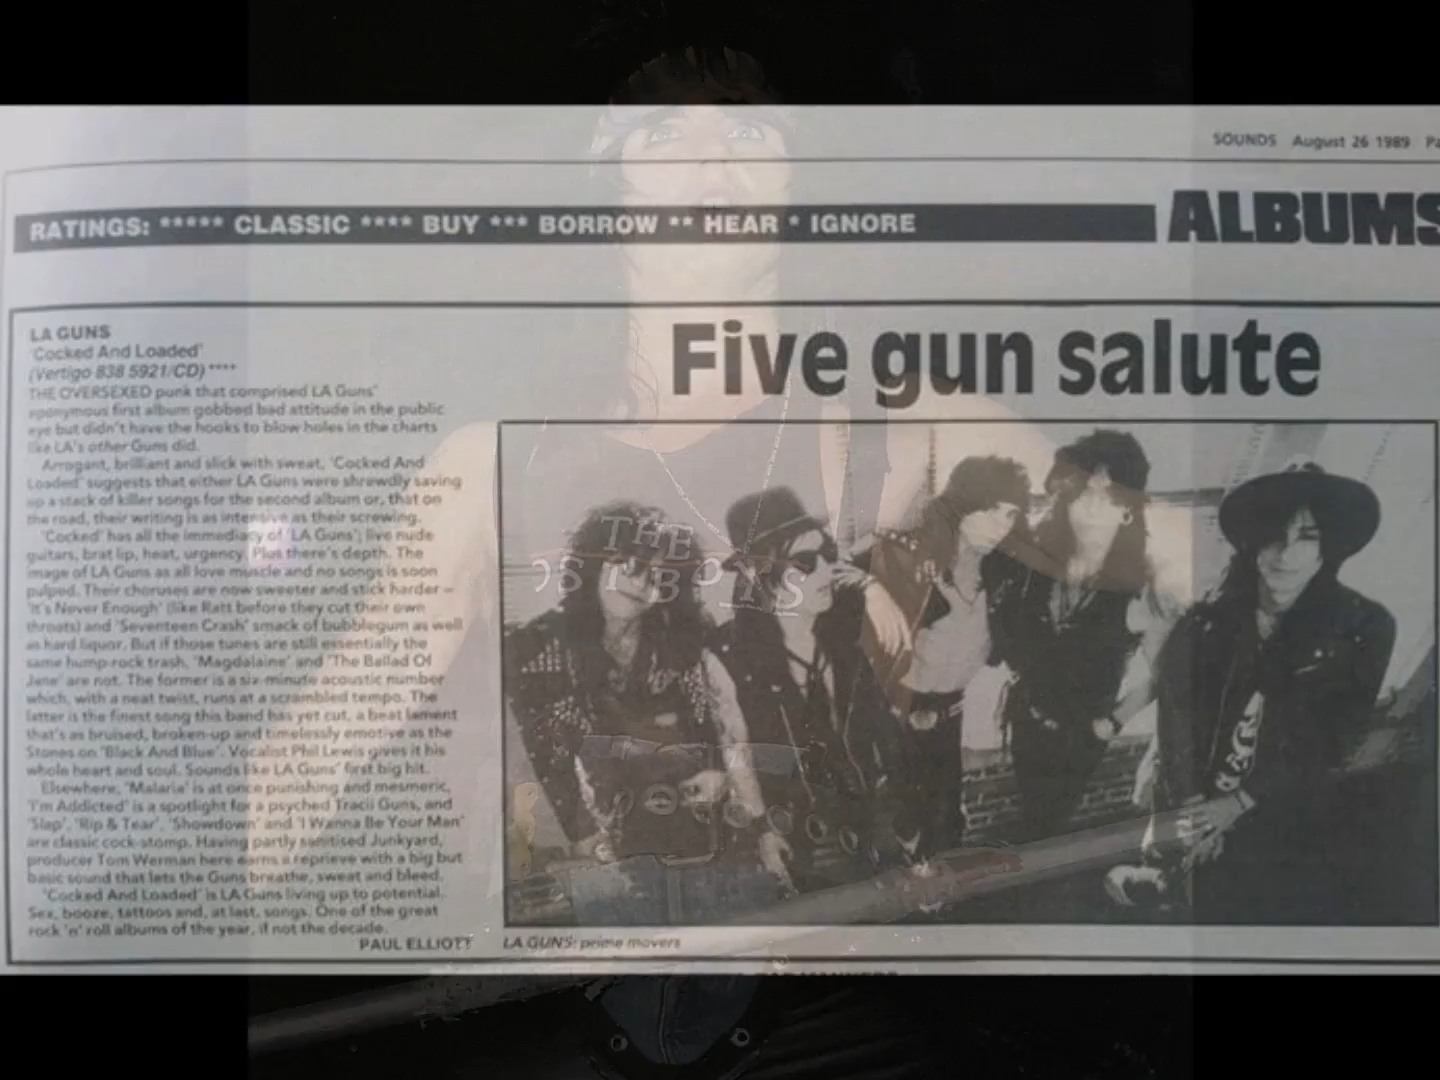 SOUNDS August 26 1989
RATINGS: ***** CLASSIC **** BUY *** BORROW ** HEAR * IGNORE
ALBUMS
LA GUNS
'Cocked And Loaded'
(Vertigo 838 5921/CD) ****
THE OVERSEXED punk that comprised LA Guns'
eponymous first album gobbed bad attitude in the public
eye but didn't have the hooks to blow holes in the charts
like LA's other Guns did.
Arrogant, brilliant and slick with sweat, 'Cocked And
Loaded' suggests that either LA Guns were shrewdly saving
up a stack of killer songs for the second album or, that on
the road, their writing is as intensive as their screwing.
'Cocked' has all the immediacy of 'LA Guns'; live nude
guitars, brat lip, heat, urgency. Plus there's depth. The
image of LA Guns as all love muscle and no songs is soon
pulped. Their choruses are now sweeter and stick harder –
'It's Never Enough' (like Ratt before they cut their own
throats) and 'Seventeen Crash' smack of bubblegum as well
as hard liquor. But if those tunes are still essentially the
same hump-rock trash, 'Magdalaine' and 'The Ballad Of
Jane' are not. The former is a six-minute acoustic number
which, with a neat twist, runs at a scrambled tempo. The
latter is the finest song this band has yet cut, a beat lament
that's as bruised, broken-up and timelessly emotive as the
Stones on 'Black And Blue'. Vocalist Phil Lewis gives it his
whole heart and soul. Sounds like LA Guns' first big hit.
Elsewhere, 'Malaria' is at once punishing and mesmeric,
'I'm Addicted' is a spotlight for a psyched Tracii Guns, and
'Slap', 'Rip & Tear', 'Showdown' and 'I Wanna Be Your Man'
are classic cock-stomp. Having partly sanitised Junkyard,
producer Tom Werman here earns a reprieve with a big but
basic sound that lets the Guns breathe, sweat and bleed.
'Cocked And Loaded' is LA Guns living up to potential.
Sex, booze, tattoos and, at last, songs. One of the great
rock 'n' roll albums of the year, if not the decade.
PAUL ELLIOTT
Five gun salute
THE
BOYS
LA GUNS: prime movers